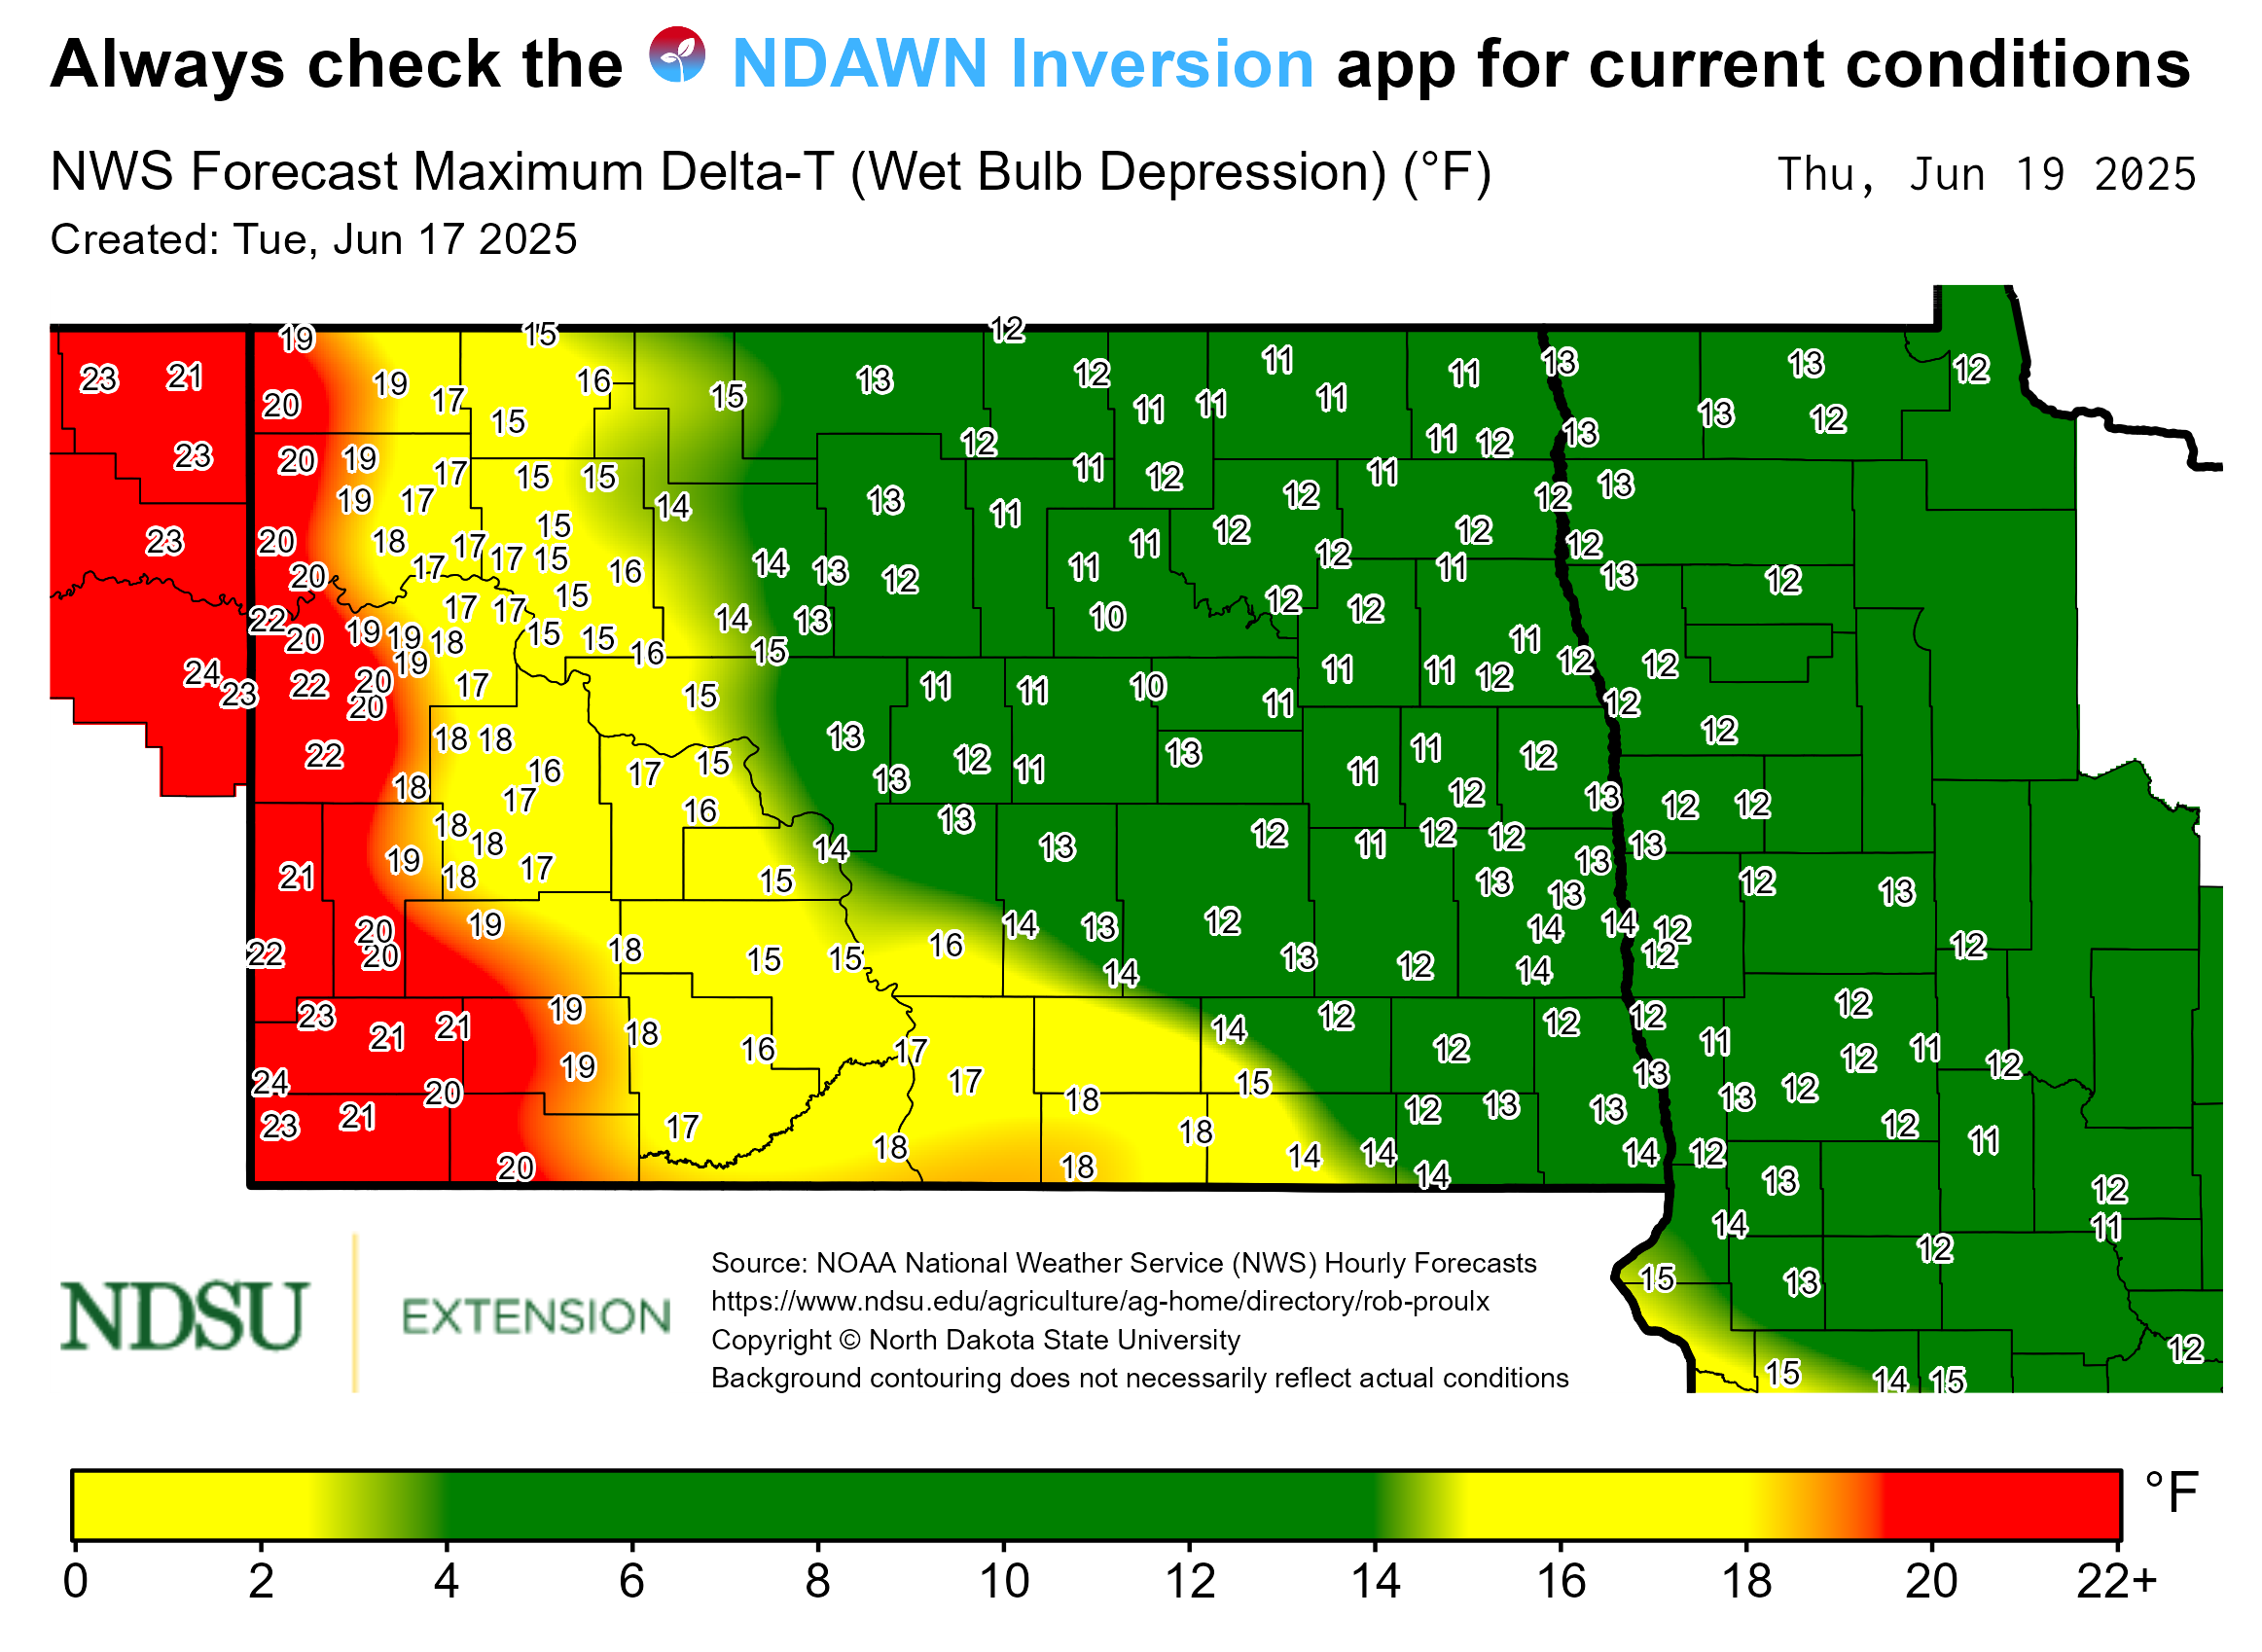 Always check the NDAWN Inversion app for current conditions
NWS Forecast Maximum Delta-T (Wet Bulb Depression) (°F) Thu, Jun 19 2025
Created: Tue, Jun 17 2025
19 15 12
23 21 19 16 13 12 11 11 13 13 12
20 17 15 15 11 11 11 13 12
23 20 19 17 15 15 12 11 12 11 11 12 13 13
19 17 14 13 11 12 12
23 20 18 17 17 15 15 11 12 12 12 12
20 17 16 14 13 12 11 11 13 12
22 17 17 15 14 13 10 12 12
20 19 19 18 15 15 16 15 11 12
24 23 22 20 19 17 11 11 10 11 11 12 12 12
20 15 11 12
22 18 18 13 12 11 13 11 11 12 12
18 16 17 15 13
17 16 13 12 13 12 12
18 18 14 13 12 11 12 12 13 13
21 19 18 17 15 13 13 12 13
20 19 14 13 12 14 14 12
22 20 18 15 15 16 14 13 12 14 12 12
23 21 21 19 18 14 12 12 12 12 12
24 20 19 16 17 17 15 12 13 11 12 11 12
23 21 17 18 18 12 13 13 13 12 12
20 18 18 14 14 14 14 12 13 11 12
14 11
12
15 13
12
15 14 15
NDSU EXTENSION
Source: NOAA National Weather Service (NWS) Hourly Forecasts
https://www.ndsu.edu/agriculture/ag-home/directory/rob-proulx
Copyright © North Dakota State University
Background contouring does not necessarily reflect actual conditions
°F
0 2 4 6 8 10 12 14 16 18 20 22+